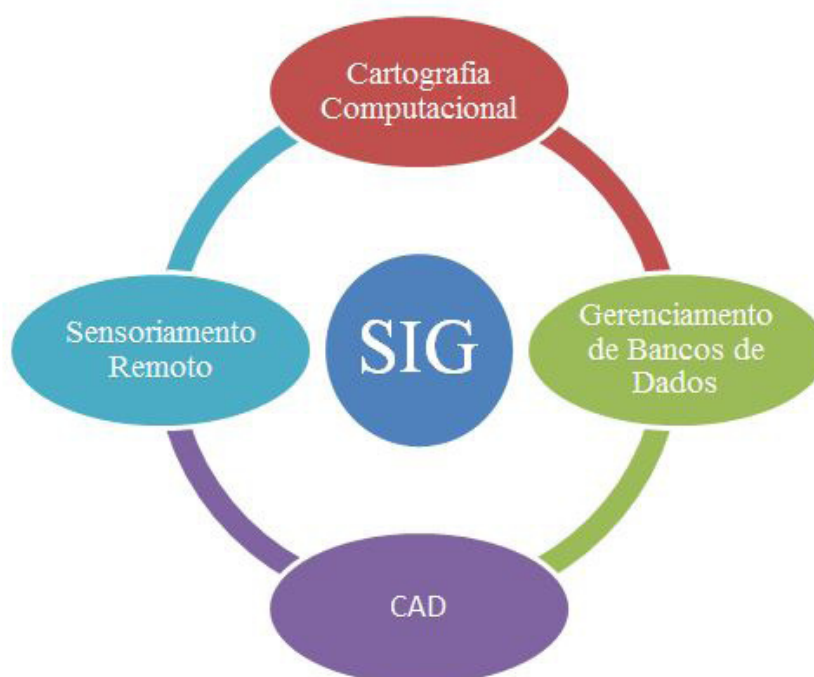 Cartografia
Computacional
Sensoriamento
Remoto
SIG
Gerenciamento
de Bancos de
Dados
CAD